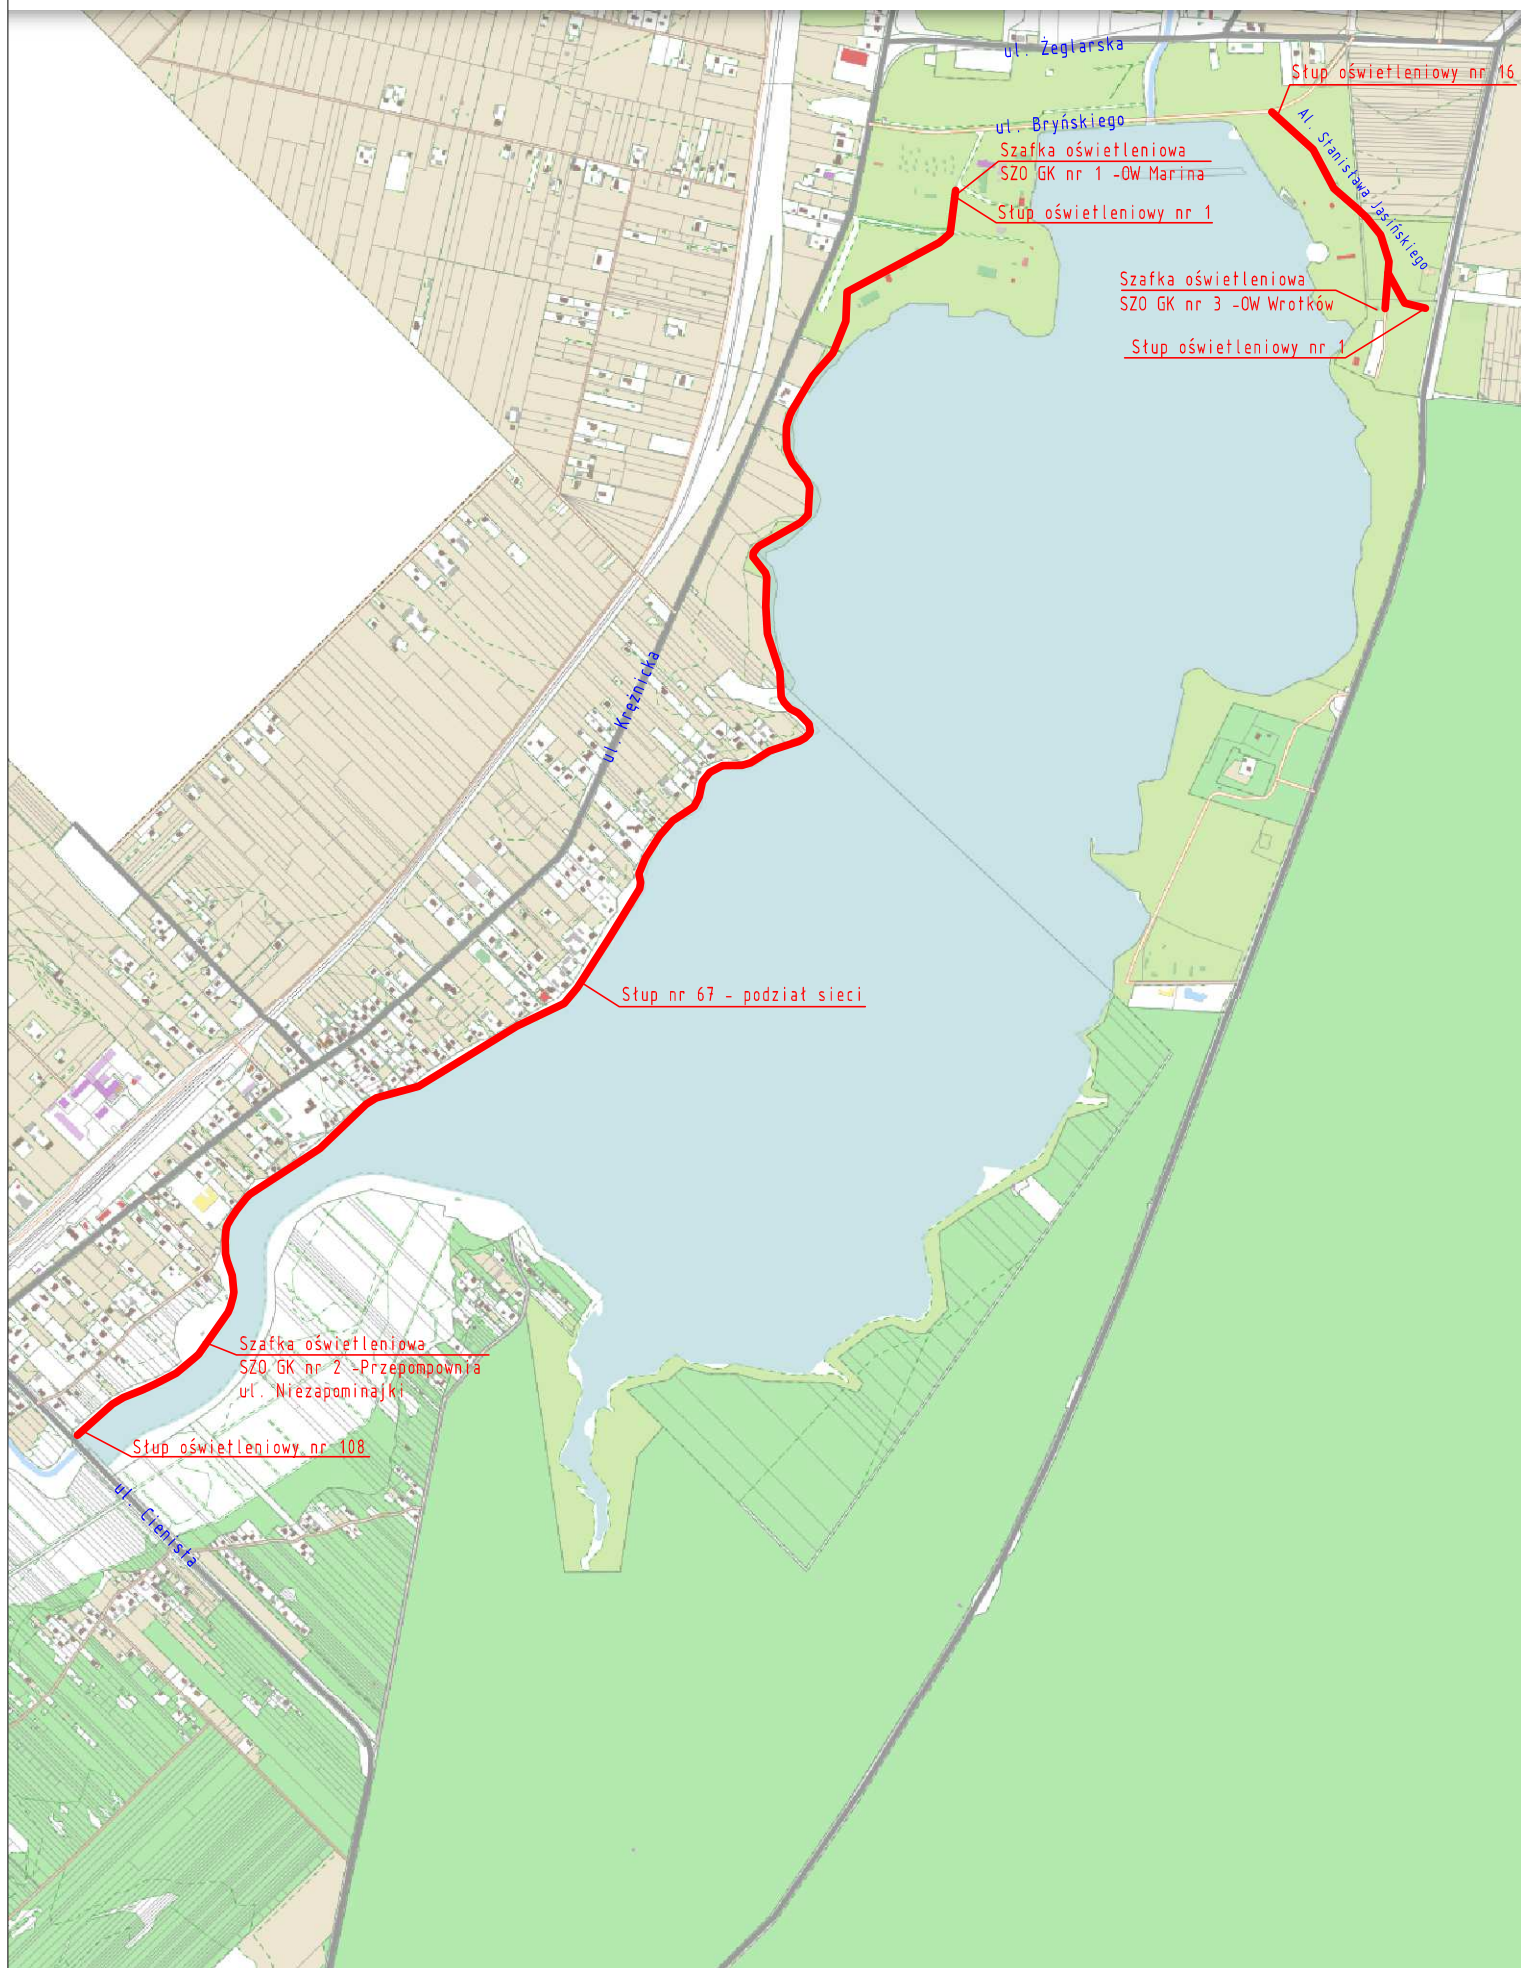 ul. Żeglarska
Słup oświetleniowy nr 16
ul. Bryńskiego
Al. Stanisława Jasińskiego
Szafka oświetleniowa
SZO GK nr 1 -OW Marina
Słup oświetleniowy nr 1
Szafka oświetleniowa
SZO GK nr 3 -OW Wrotków
Słup oświetleniowy nr 1
ul. Krężnicka
Słup nr 67 - podział sieci
Szafka oświetleniowa
SZO GK nr 2 -Przepompownia
ul. Niezapominajki
Słup oświetleniowy nr 108
ul. Cienista